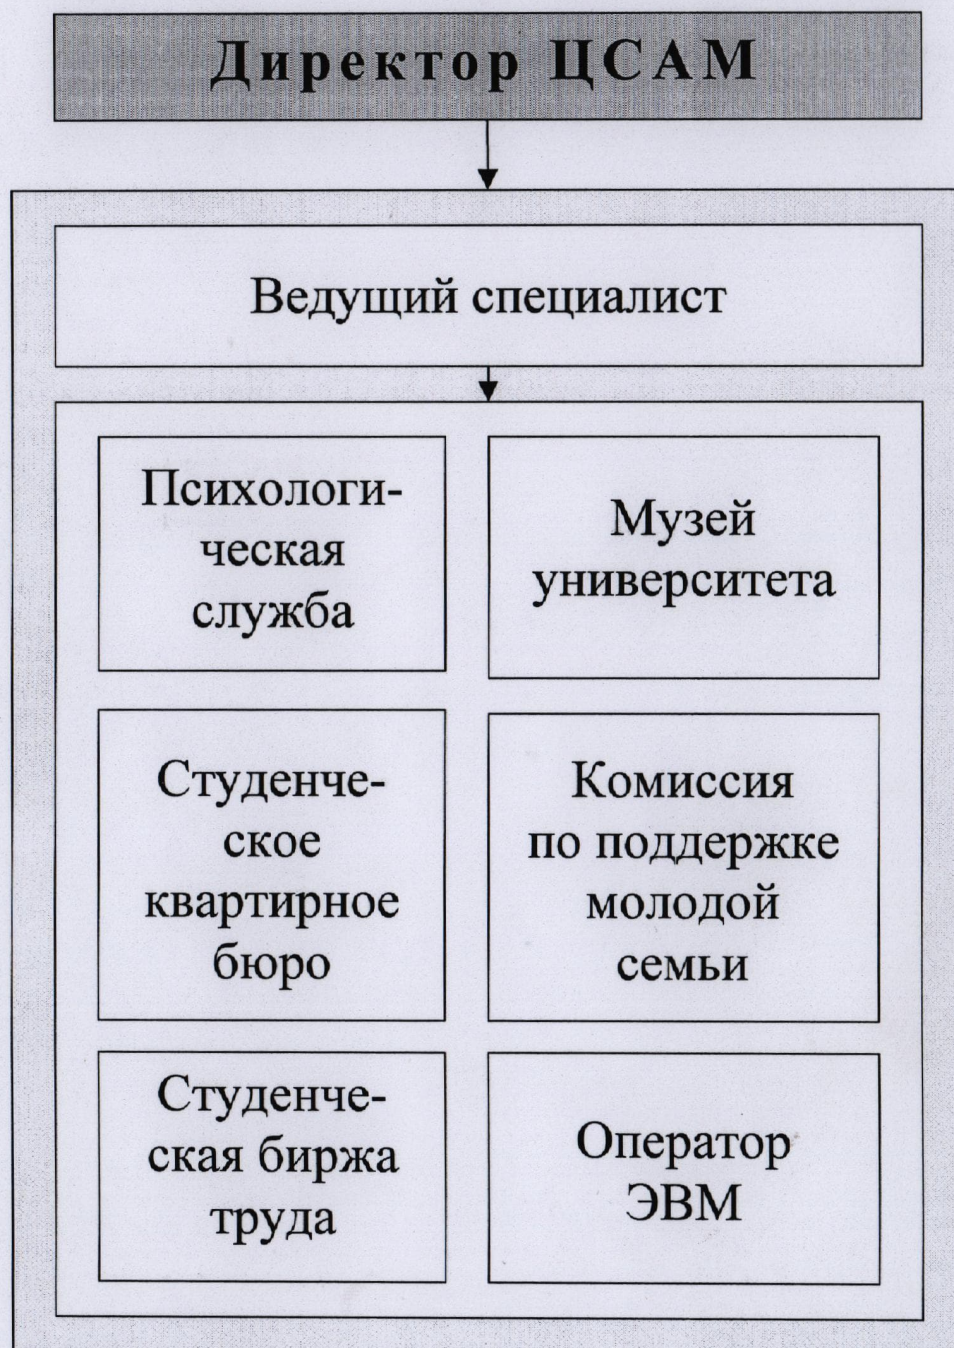 Директор ЦСАМ
Ведущий специалист
Психологи-
ческая
служба
Музей
университета
Студенче-
ское
квартирное
бюро
Комиссия
по поддержке
молодой
семьи
Студенче-
ская биржа
труда
Оператор
ЭВМ